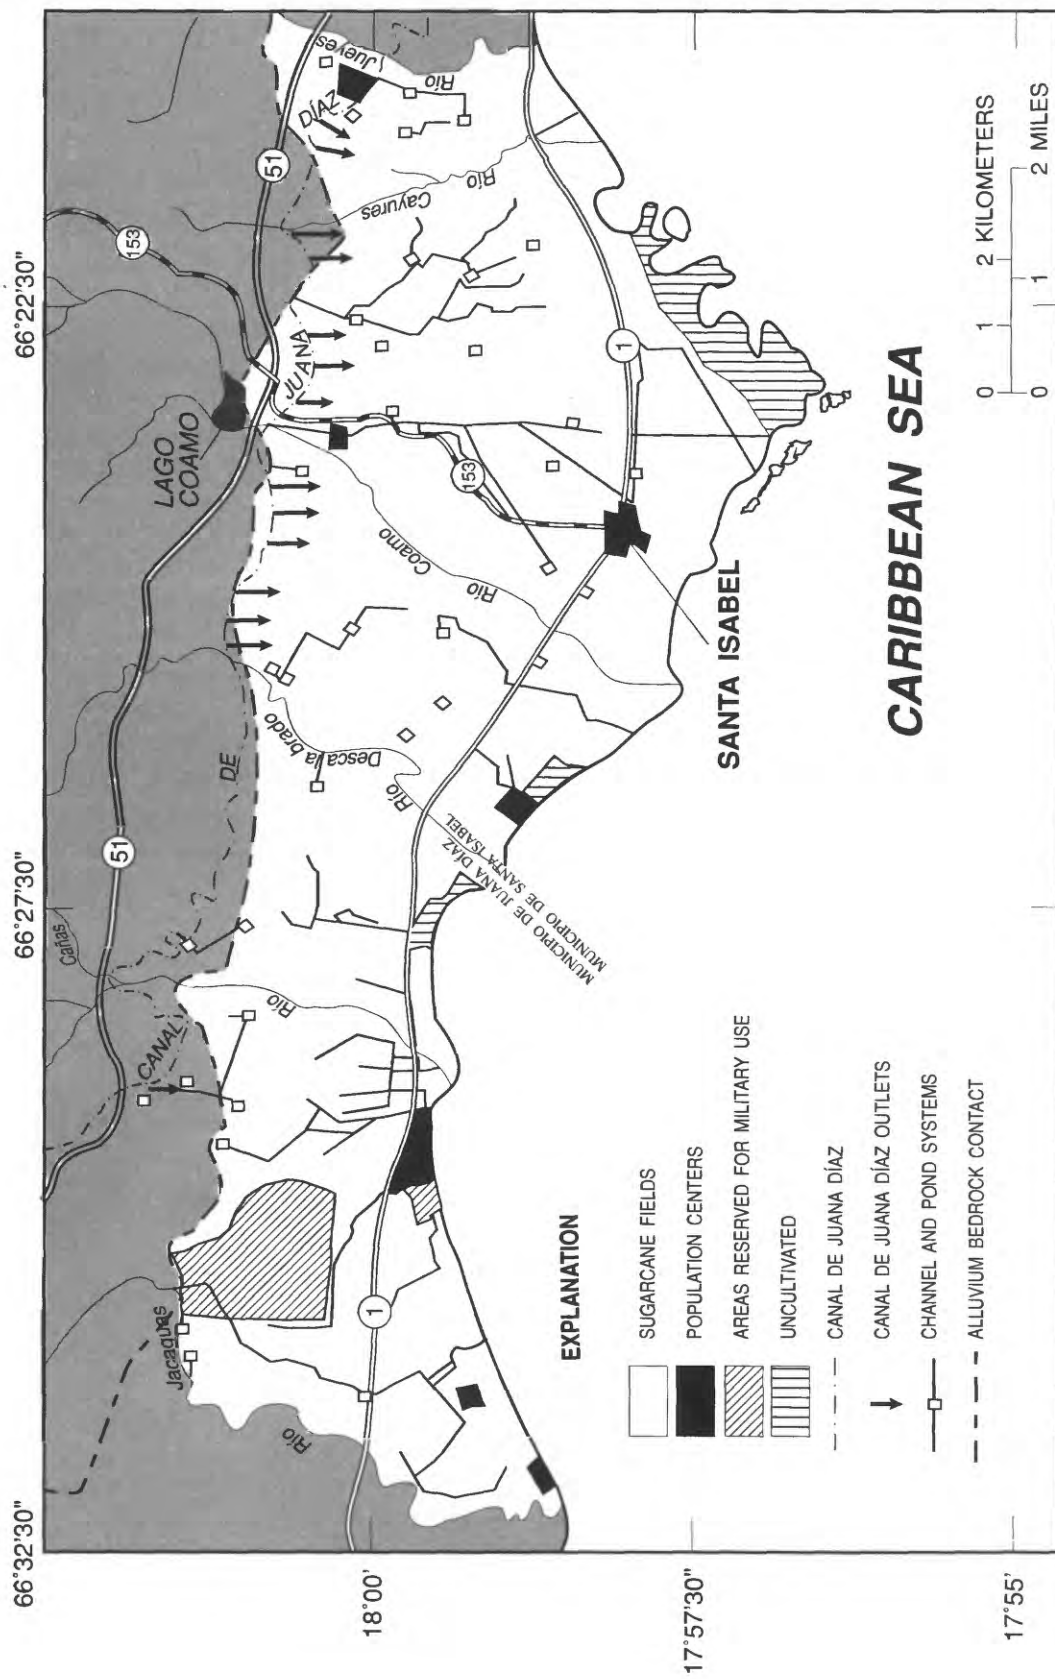 66°32'30"
66°27'30"
66°22'30"
18°00'
17°57'30"
17°55'
51
Cañas
CANAL
DE
JUANA
DÍAZ
LAGO
COAMO
153
51
Jacaguas
Río
Río
Río
Descalabrado
Río
Coamo
Río
Cayures
Río
Jueyes
153
1
1
MUNICIPIO DE JUANA DÍAZ
MUNICIPIO DE SANTA ISABEL
SANTA ISABEL
CARIBBEAN SEA
EXPLANATION
SUGARCANE FIELDS
POPULATION CENTERS
AREAS RESERVED FOR MILITARY USE
UNCULTIVATED
CANAL DE JUANA DÍAZ
CANAL DE JUANA DÍAZ OUTLETS
CHANNEL AND POND SYSTEMS
ALLUVIUM BEDROCK CONTACT
0 1 2 KILOMETERS
0 1 2 MILES